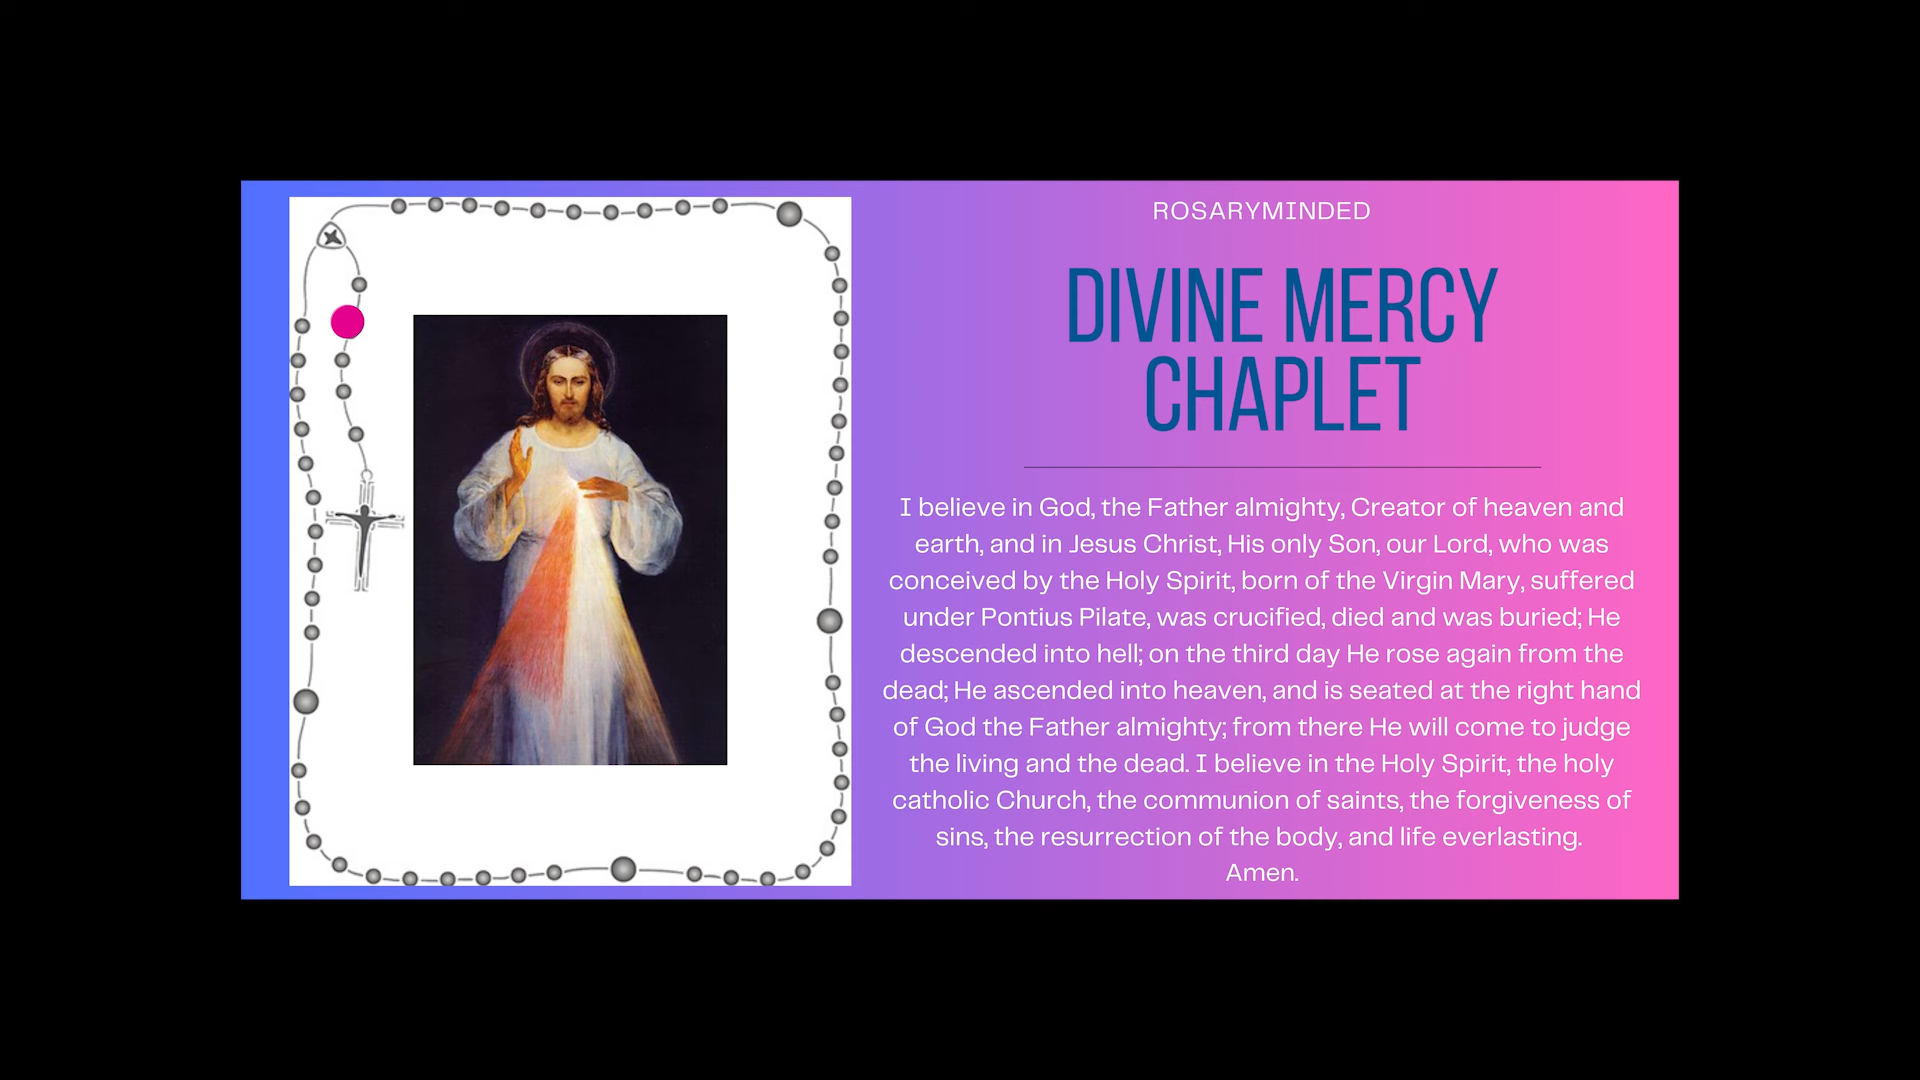 ROSARYMINDED
DIVINE MERCY
CHAPLET
I believe in God, the Father almighty, Creator of heaven and
earth, and in Jesus Christ, His only Son, our Lord, who was
conceived by the Holy Spirit, born of the Virgin Mary, suffered
under Pontius Pilate, was crucified, died and was buried; He
descended into hell; on the third day He rose again from the
dead; He ascended into heaven, and is seated at the right hand
of God the Father almighty; from there He will come to judge
the living and the dead. I believe in the Holy Spirit, the holy
catholic Church, the communion of saints, the forgiveness of
sins, the resurrection of the body, and life everlasting.
Amen.